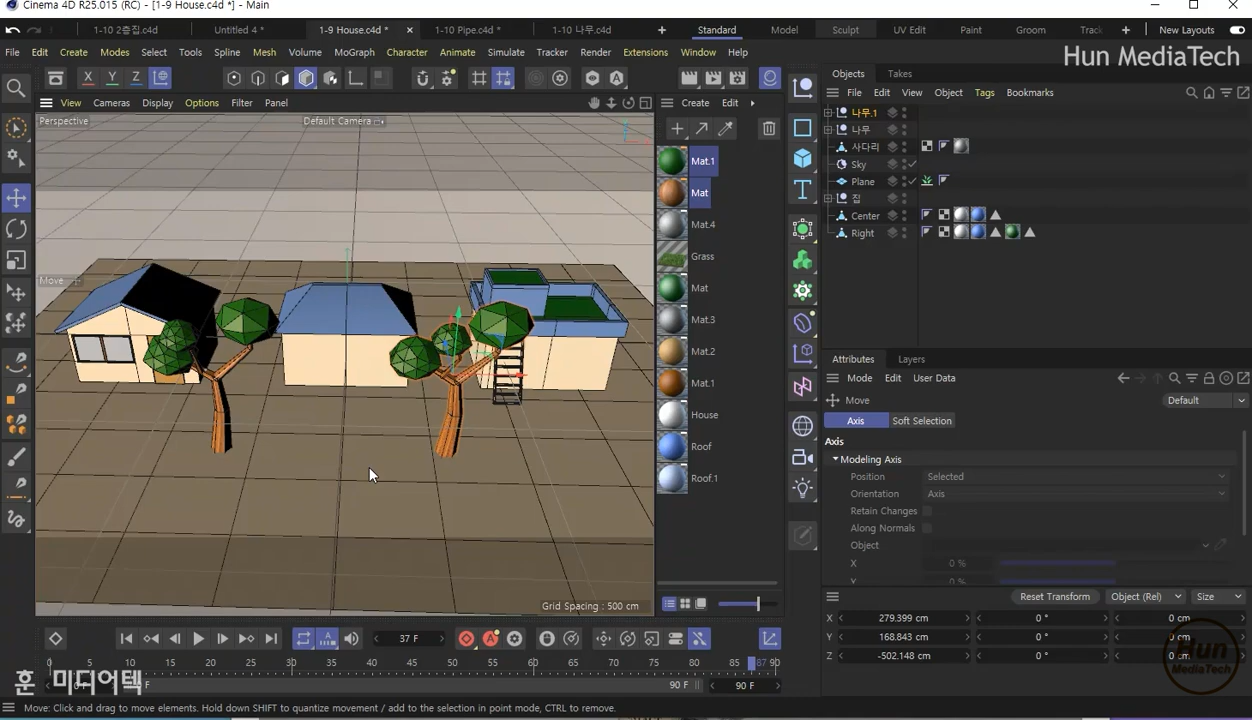 Cinema 4D R25.015 (RC) - [1-9 House.c4d *] - Main
1-10 2층집.c4d
Untitled 4 *
1-9 House.c4d *
1-10 Pipe.c4d *
1-10 나무.c4d
Standard
Model
Sculpt
UV Edit
Paint
Groom
Track
New Layouts
File Edit Create Modes Select Tools Spline Mesh Volume MoGraph Character Animate Simulate Tracker Render Extensions Window Help
Hun MediaTech
X Y Z
Objects Takes
View Cameras Display Options Filter Panel
Create Edit
File Edit View Object Tags Bookmarks
Perspective
Default Camera
나무.1
나무
사다리
Sky
Plane
집
Center
Right
Mat.1
Mat
Mat.4
Grass
Mat
Mat.3
Mat.2
Mat.1
House
Roof
Roof.1
Move
Grid Spacing : 500 cm
Attributes Layers
Mode Edit User Data
Move
Default
Axis Soft Selection
Axis
Modeling Axis
Position Selected
Orientation Axis
Retain Changes
Along Normals
Object
X 0 %
Y 0 %
Reset Transform Object (Rel) Size
X 279.399 cm 0 ° 0 cm
Y 168.843 cm 0 ° 0 cm
Z -502.148 cm 0 ° 0 cm
37 F
0 5 10 15 20 25 30 35 40 45 50 55 60 65 70 75 80 85 87 90
90 F
90 F
훈 미디어텍
Hun
MediaTech
Move: Click and drag to move elements. Hold down SHIFT to quantize movement / add to the selection in point mode, CTRL to remove.